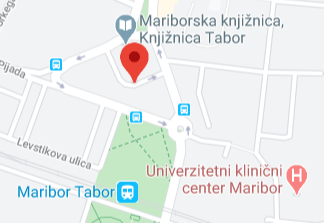 Mariborska knjižnica,
Knjižnica Tabor
Pijada
Levstikova ulica
Univerzitetni klinični
center Maribor
H
Maribor Tabor